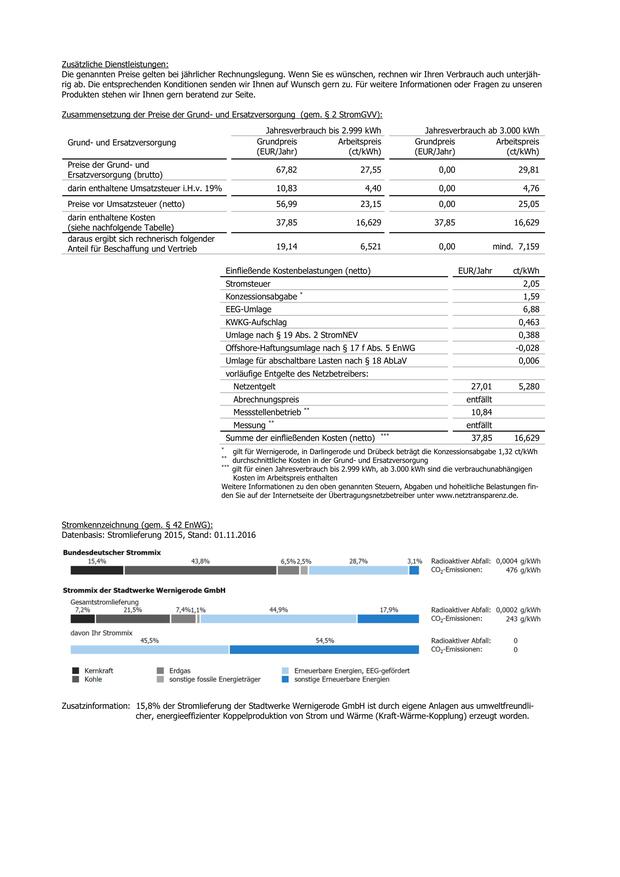 Zusätzliche Dienstleistungen:
Die genannten Preise gelten bei jährlicher Rechnungslegung. Wenn Sie es wünschen, rechnen wir Ihren Verbrauch auch unterjäh-
rig ab. Die entsprechenden Konditionen senden wir Ihnen auf Wunsch gern zu. Für weitere Informationen oder Fragen zu unseren
Produkten stehen wir Ihnen gern beratend zur Seite.
Zusammensetzung der Preise der Grund- und Ersatzversorgung (gem. § 2 StromGVV):
Jahresverbrauch bis 2.999 kWh Jahresverbrauch ab 3.000 kWh
Grund- und Ersatzversorgung Grundpreis Arbeitspreis Grundpreis Arbeitspreis
(EUR/Jahr) (ct/kWh) (EUR/Jahr) (ct/kWh)
Preise der Grund- und
Ersatzversorgung (brutto) 67,82 27,55 0,00 29,81
darin enthaltene Umsatzsteuer i.H.v. 19% 10,83 4,40 0,00 4,76
Preise vor Umsatzsteuer (netto) 56,99 23,15 0,00 25,05
darin enthaltene Kosten
(siehe nachfolgende Tabelle) 37,85 16,629 37,85 16,629
daraus ergibt sich rechnerisch folgender
Anteil für Beschaffung und Vertrieb 19,14 6,521 0,00 mind. 7,159
Einfließende Kostenbelastungen (netto) EUR/Jahr ct/kWh
Stromsteuer 2,05
Konzessionsabgabe * 1,59
EEG-Umlage 6,88
KWKG-Aufschlag 0,463
Umlage nach § 19 Abs. 2 StromNEV 0,388
Offshore-Haftungsumlage nach § 17 f Abs. 5 EnWG -0,028
Umlage für abschaltbare Lasten nach § 18 AbLaV 0,006
vorläufige Entgelte des Netzbetreibers:
Netzentgelt 27,01 5,280
Abrechnungspreis entfällt
Messstellenbetrieb ** 10,84
Messung ** entfällt
Summe der einfließenden Kosten (netto) *** 37,85 16,629
* gilt für Wernigerode, in Darlingerode und Drübeck beträgt die Konzessionsabgabe 1,32 ct/kWh
** durchschnittliche Kosten in der Grund- und Ersatzversorgung
*** gilt für einen Jahresverbrauch bis 2.999 kWh, ab 3.000 kWh sind die verbrauchunabhängigen
Kosten im Arbeitspreis enthalten
Weitere Informationen zu den oben genannten Steuern, Abgaben und hoheitliche Belastungen fin-
den Sie auf der Internetseite der Übertragungsnetzbetreiber unter www.netztransparenz.de.
Stromkennzeichnung (gem. § 42 EnWG):
Datenbasis: Stromlieferung 2015, Stand: 01.11.2016
Bundesdeutscher Strommix
15,4% 43,8% 6,5% 2,5% 28,7% 3,1% Radioaktiver Abfall: 0,0004 g/kWh
CO2-Emissionen: 476 g/kWh
Strommix der Stadtwerke Wernigerode GmbH
Gesamtstromlieferung
7,2% 21,5% 7,4% 1,1% 44,9% 17,9% Radioaktiver Abfall: 0,0002 g/kWh
CO2-Emissionen: 243 g/kWh
davon Ihr Strommix
45,5% 54,5% Radioaktiver Abfall: 0
CO2-Emissionen: 0
Kernkraft Erdgas Erneuerbare Energien, EEG-gefördert
Kohle sonstige fossile Energieträger sonstige Erneuerbare Energien
Zusatzinformation: 15,8% der Stromlieferung der Stadtwerke Wernigerode GmbH ist durch eigene Anlagen aus umweltfreundli-
cher, energieeffizienter Koppelproduktion von Strom und Wärme (Kraft-Wärme-Kopplung) erzeugt worden.